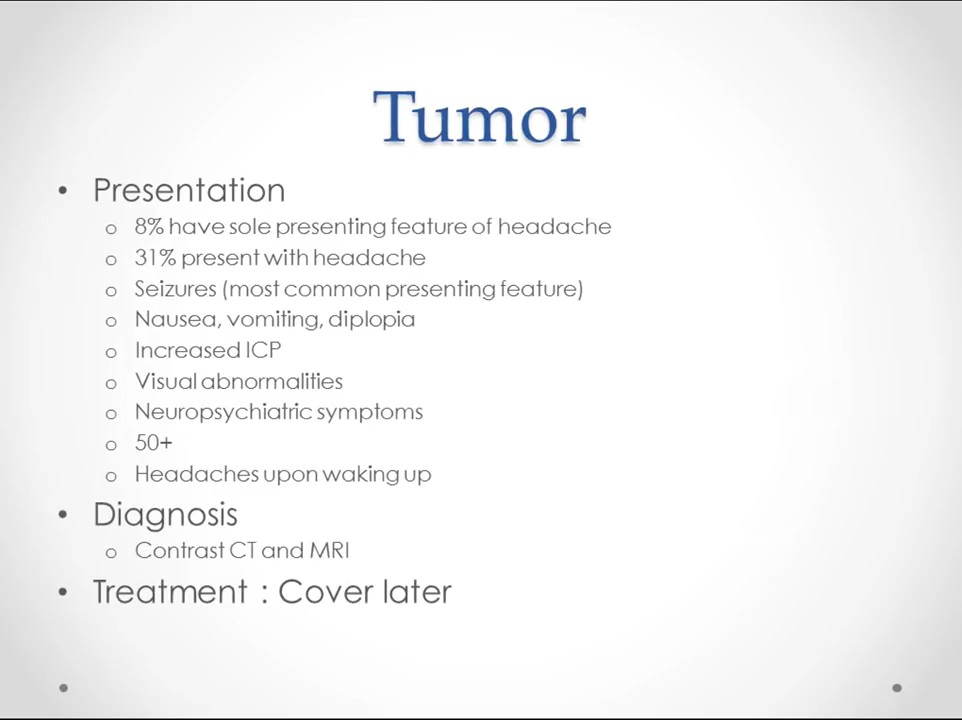 Tumor
• Presentation
o 8% have sole presenting feature of headache
o 31% present with headache
o Seizures (most common presenting feature)
o Nausea, vomiting, diplopia
o Increased ICP
o Visual abnormalities
o Neuropsychiatric symptoms
o 50+
o Headaches upon waking up
• Diagnosis
o Contrast CT and MRI
• Treatment : Cover later